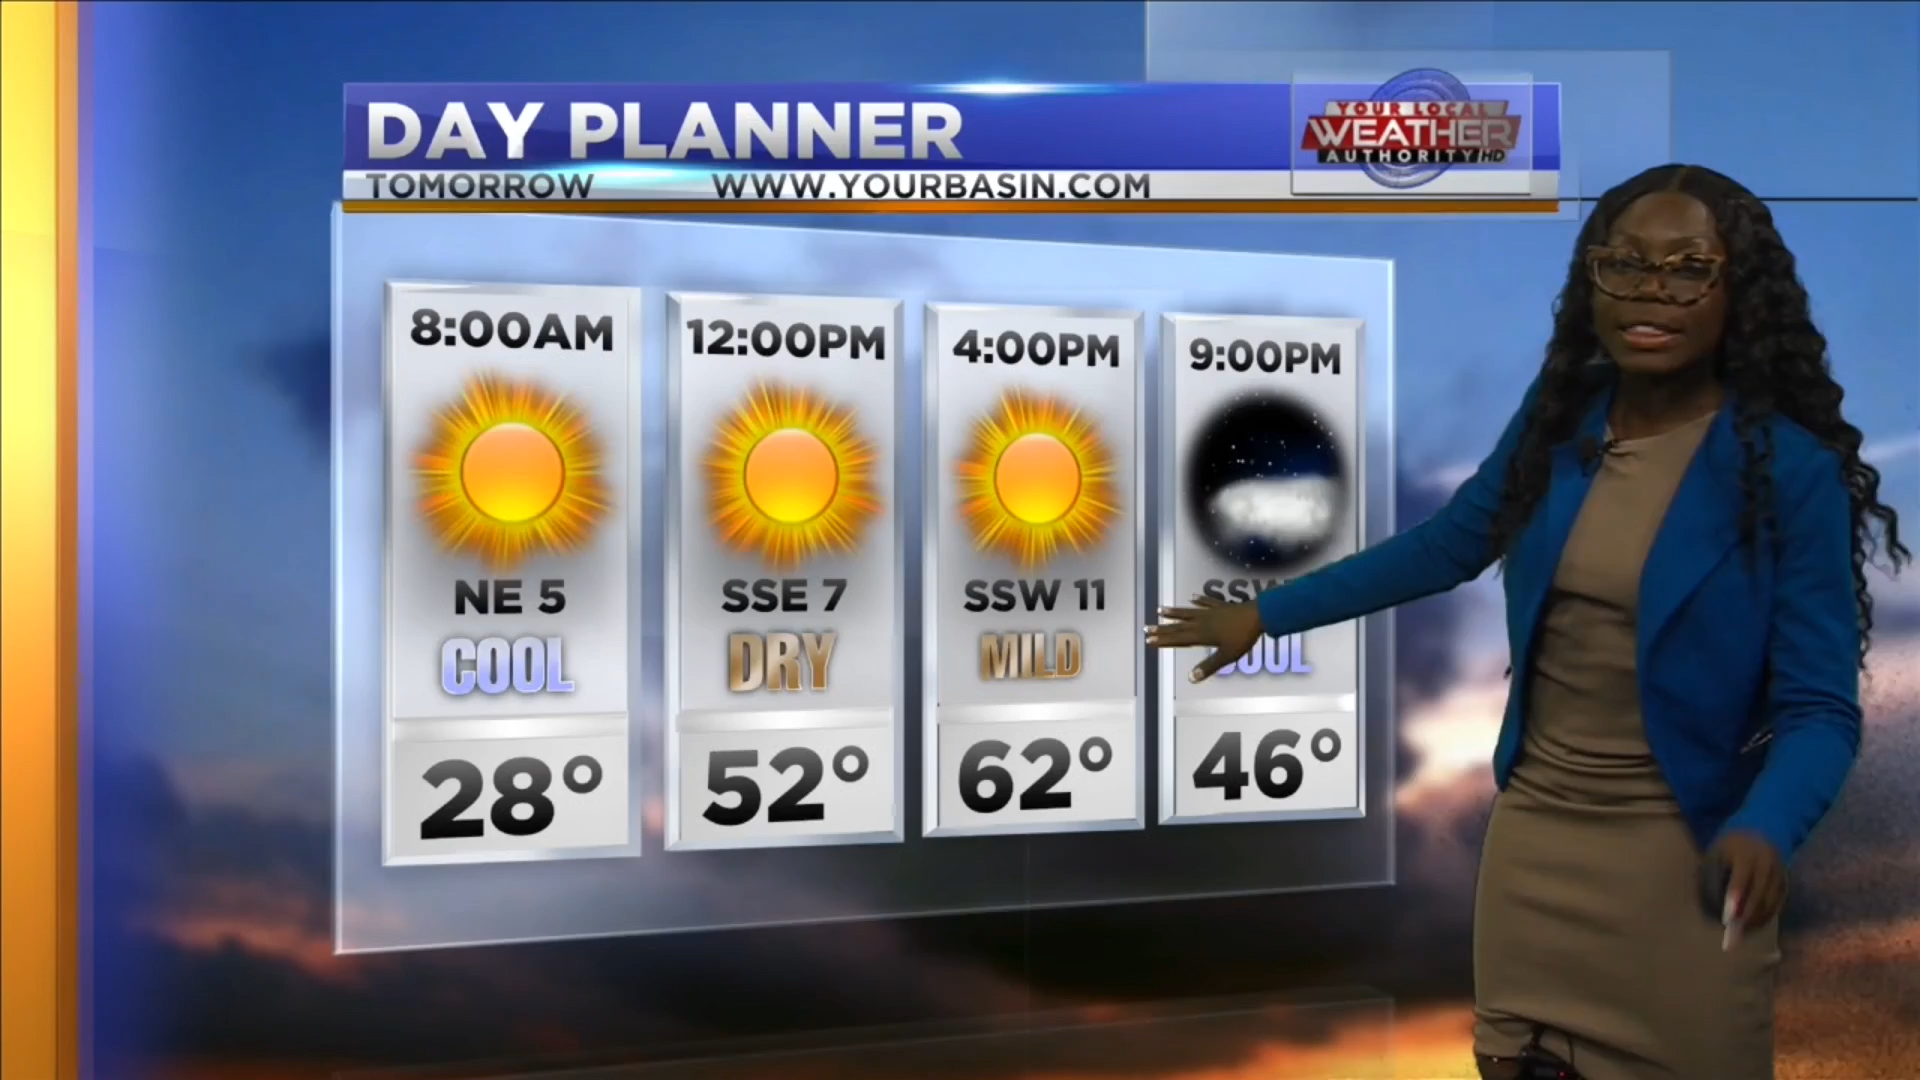 DAY PLANNER
TOMORROW WWW.YOURBASIN.COM
YOUR LOCAL
WEATHER
AUTHORITY HD
8:00AM 12:00PM 4:00PM 9:00PM
NE 5 SSE 7 SSW 11
COOL DRY MILD COOL
28° 52° 62° 46°